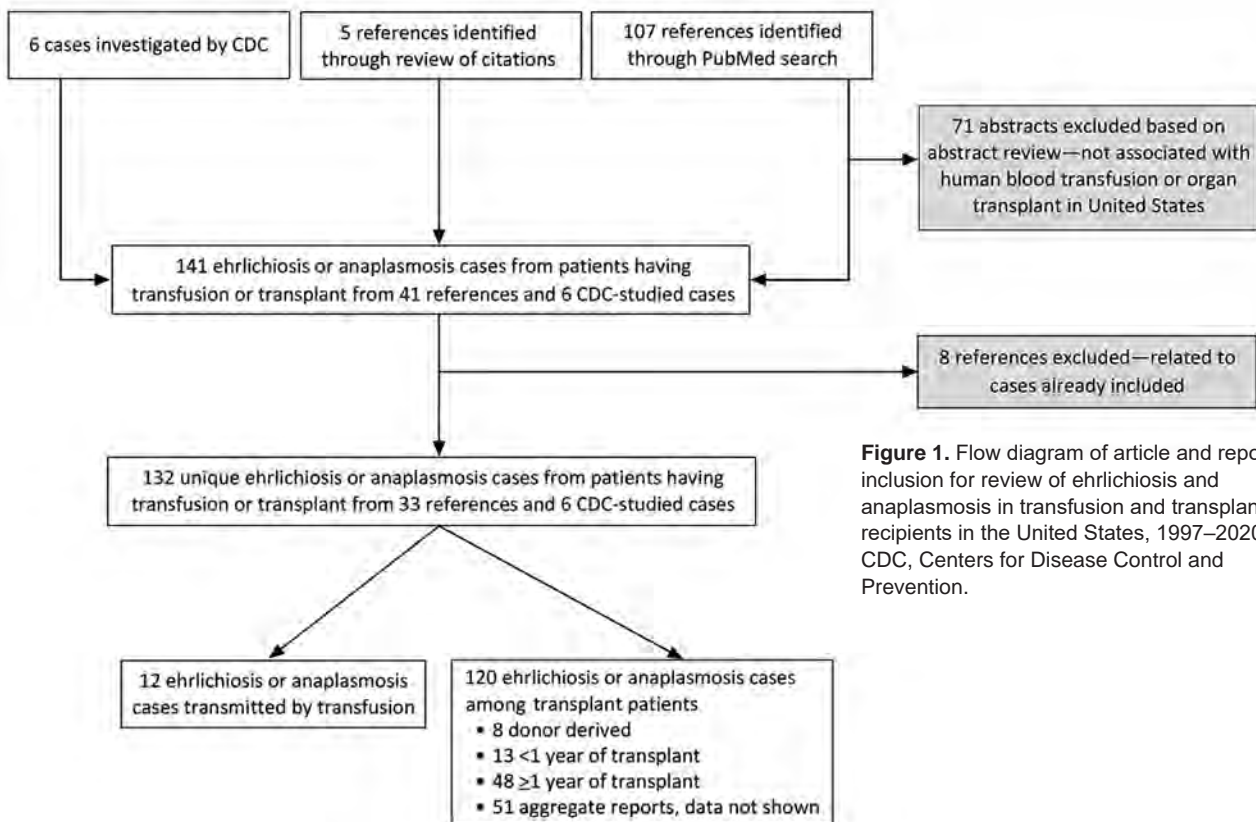 6 cases investigated by CDC
5 references identified
through review of citations
107 references identified
through PubMed search
71 abstracts excluded based on
abstract review—not associated with
human blood transfusion or organ
transplant in United States
141 ehrlichiosis or anaplasmosis cases from patients having
transfusion or transplant from 41 references and 6 CDC-studied cases
8 references excluded—related to
cases already included
132 unique ehrlichiosis or anaplasmosis cases from patients having
transfusion or transplant from 33 references and 6 CDC-studied cases
Figure 1. Flow diagram of article and repo
inclusion for review of ehrlichiosis and
anaplasmosis in transfusion and transplan
recipients in the United States, 1997–2020
CDC, Centers for Disease Control and
Prevention.
12 ehrlichiosis or anaplasmosis
cases transmitted by transfusion
120 ehrlichiosis or anaplasmosis cases
among transplant patients
▪ 8 donor derived
▪ 13 <1 year of transplant
▪ 48 ≥1 year of transplant
▪ 51 aggregate reports, data not shown